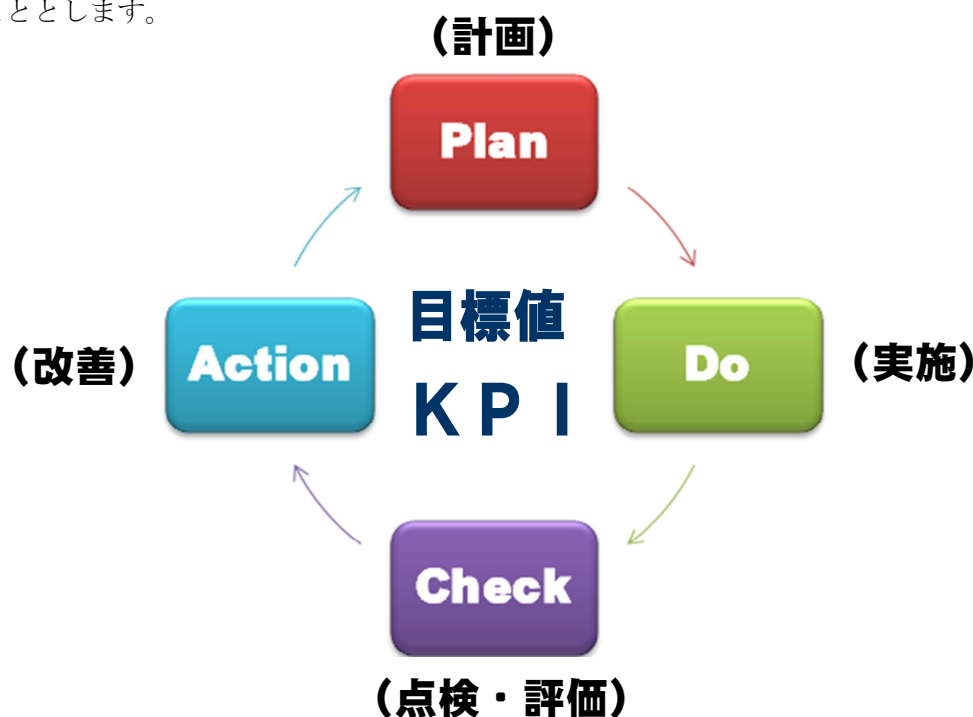 こととします。
（計画）
Plan
目標値
ＫＰＩ
（改善）
Action
Do
（実施）
Check
（点検・評価）